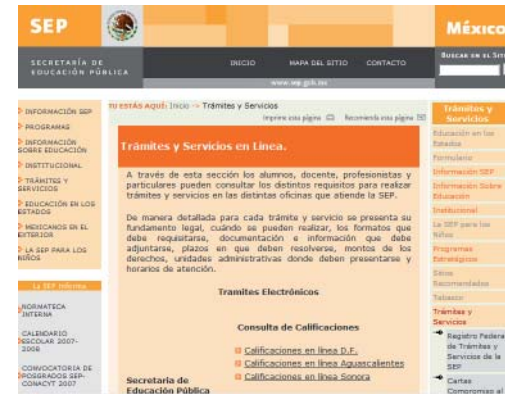 SEP
México
SECRETARÍA DE
EDUCACIÓN PÚBLICA
INICIO MAPA DEL SITIO CONTACTO
BUSCAR EN EL SIT
www.sep.gob.mx
TU ESTÁS AQUÍ: Inicio -> Trámites y Servicios
Imprime esta página Recomienda esta página
INFORMACIÓN SEP
PROGRAMAS
INFORMACIÓN
SOBRE EDUCACIÓN
INSTITUCIONAL
TRÁMITES Y
SERVICIOS
EDUCACIÓN EN LOS
ESTADOS
MEXICANOS EN EL
EXTERIOR
LA SEP PARA LOS
NIÑOS
La SEP Informa
NORMATECA
INTERNA
CALENDARIO
ESCOLAR 2007-
2008
CONVOCATORIA DE
POSGRADOS SEP-
CONACYT 2007
Trámites y Servicios en Línea.
A través de esta sección los alumnos, docente, profesionistas y
particulares pueden consultar los distintos requisitos para realizar
trámites y servicios en las distintas oficinas que atiende la SEP.
De manera detallada para cada trámite y servicio se presenta su
fundamento legal, cuándo se pueden realizar, los formatos que
debe requisitarse, documentación e información que debe
adjuntarse, plazos en que deben resolverse, montos de los
derechos, unidades administrativas donde deben presentarse y
horarios de atención.
Tramites Electrónicos
Consulta de Calificaciones
Calificaciones en línea D.F.
Calificaciones en línea Aguascalientes
Calificaciones en línea Sonora
Secretaria de
Educación Pública
Trámites y
Servicios
Educación en los
Estados
Formulario
Información SEP
Información Sobre
Educación
Institucional
La SEP para los
Niños
Programas
Estratégicos
Sitios
Recomendados
Tabasco
Trámites y
Servicios
Registro Federa
de Trámites y
Servicios de la
SEP
Cartas
Compromiso al